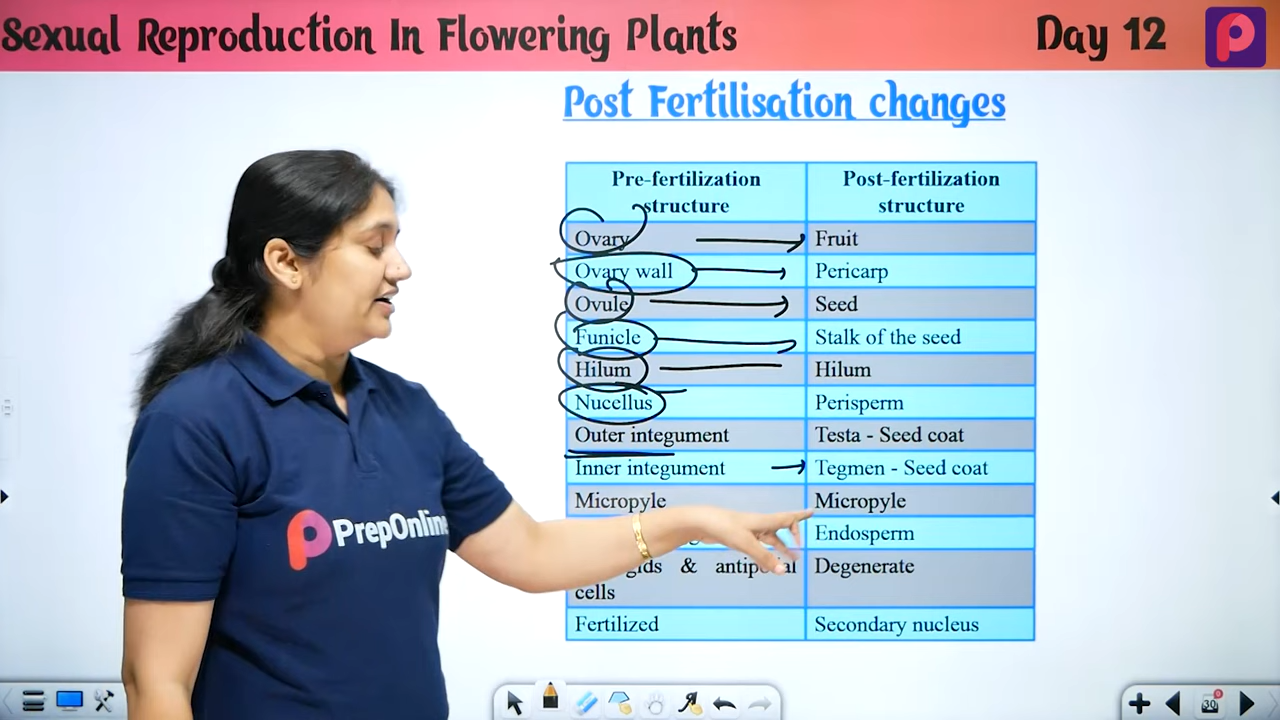 Sexual Reproduction In Flowering Plants
Day 12
Post Fertilisation changes
Pre-fertilization structure
Post-fertilization structure
Ovary
Fruit
Ovary wall
Pericarp
Ovule
Seed
Funicle
Stalk of the seed
Hilum
Hilum
Nucellus
Perisperm
Outer integument
Testa - Seed coat
Inner integument
Tegmen - Seed coat
Micropyle
Micropyle
Endosperm
&
cells
Degenerate
Fertilized
Secondary nucleus
PrepOnline
30